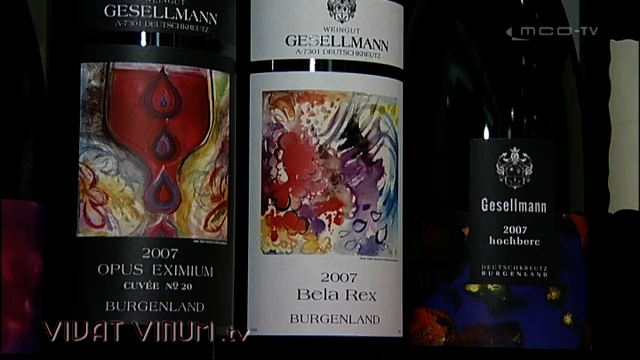 WEINGUT
GESELLMANN
A-7301 DEUTSCHKREUTZ
2007
OPUS EXIMIUM
CUVÉE Nº 20
BURGENLAND
WEINGUT
GESELLMANN
A-7301 DEUTSCHKREUTZ
2007
Bela Rex
BURGENLAND
Gesellmann
2007
hochberc
DEUTSCHKREUTZ
BURGENLAND
MCO-TV
VIVAT VINUM.tv